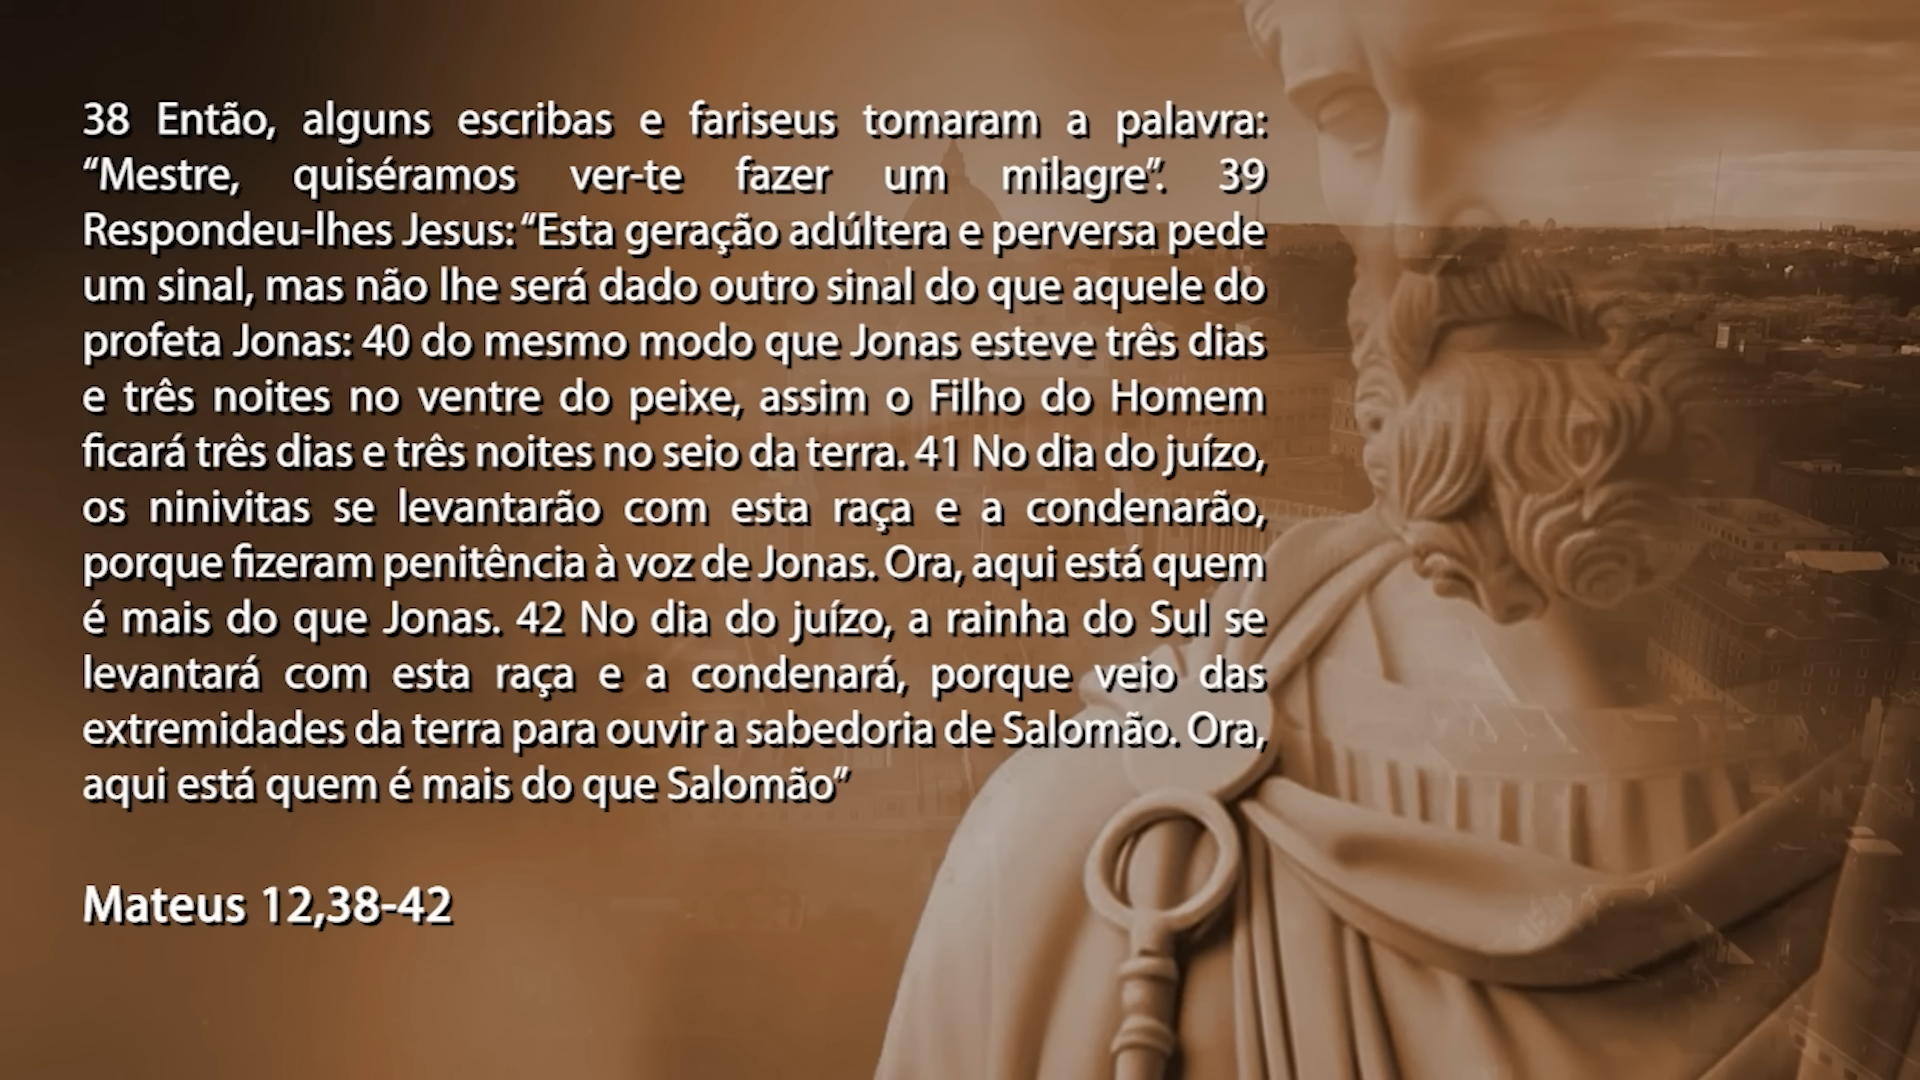 38 Então, alguns escribas e fariseus tomaram a palavra:
“Mestre, quiséramos ver-te fazer um milagre”. 39
Respondeu-lhes Jesus: “Esta geração adúltera e perversa pede
um sinal, mas não lhe será dado outro sinal do que aquele do
profeta Jonas: 40 do mesmo modo que Jonas esteve três dias
e três noites no ventre do peixe, assim o Filho do Homem
ficará três dias e três noites no seio da terra. 41 No dia do juízo,
os ninivitas se levantarão com esta raça e a condenarão,
porque fizeram penitência à voz de Jonas. Ora, aqui está quem
é mais do que Jonas. 42 No dia do juízo, a rainha do Sul se
levantará com esta raça e a condenará, porque veio das
extremidades da terra para ouvir a sabedoria de Salomão. Ora,
aqui está quem é mais do que Salomão”
Mateus 12,38-42